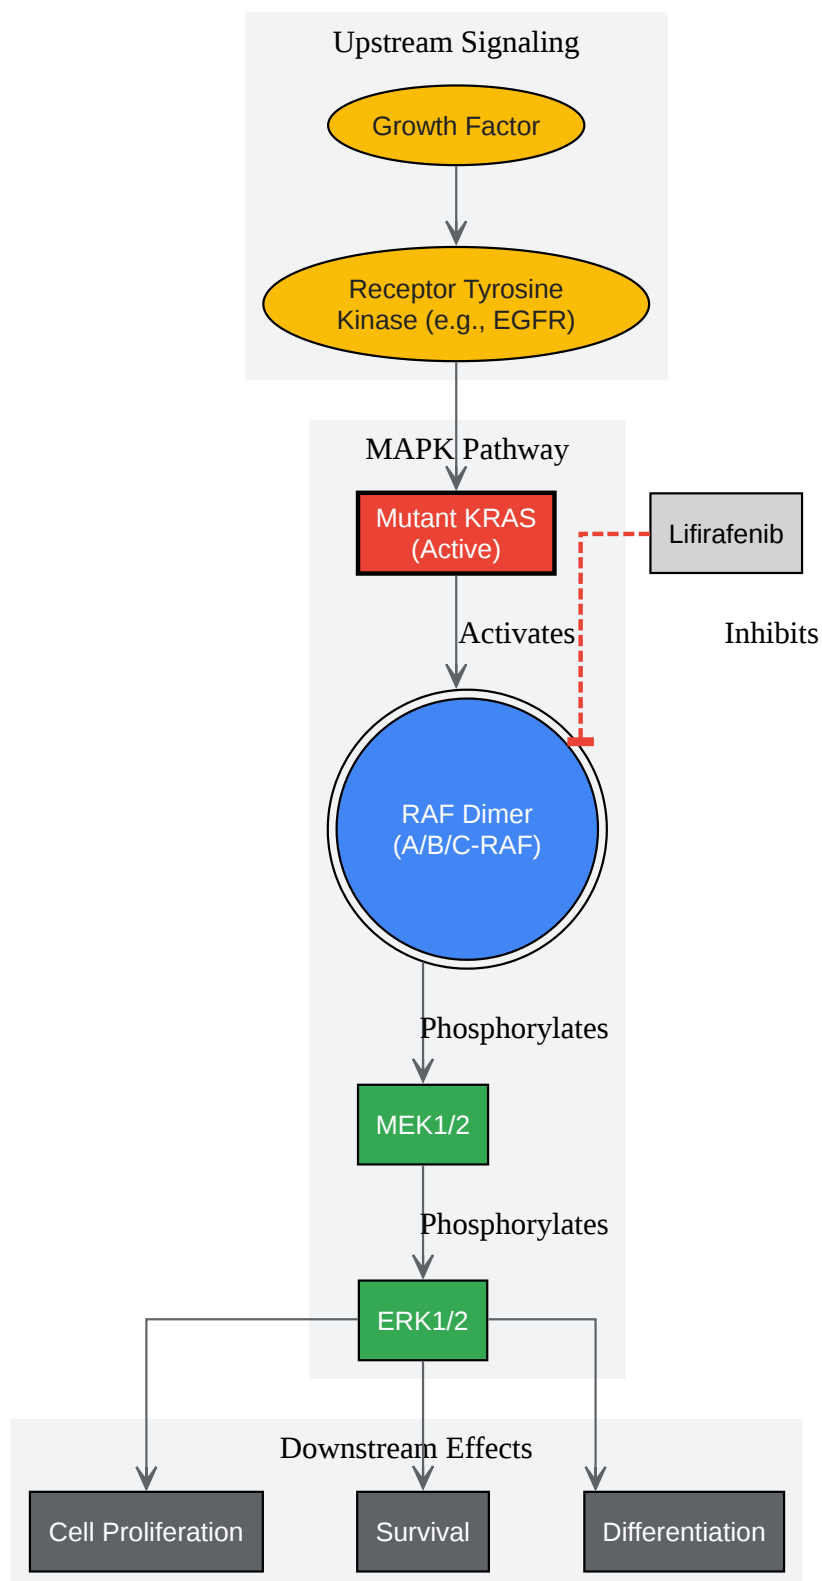 Upstream Signaling
Growth Factor
Receptor Tyrosine
Kinase (e.g., EGFR)
MAPK Pathway
Mutant KRAS
(Active)
Lifirafenib
Activates
Inhibits
RAF Dimer
(A/B/C-RAF)
Phosphorylates
MEK1/2
Phosphorylates
ERK1/2
Downstream Effects
Cell Proliferation
Survival
Differentiation